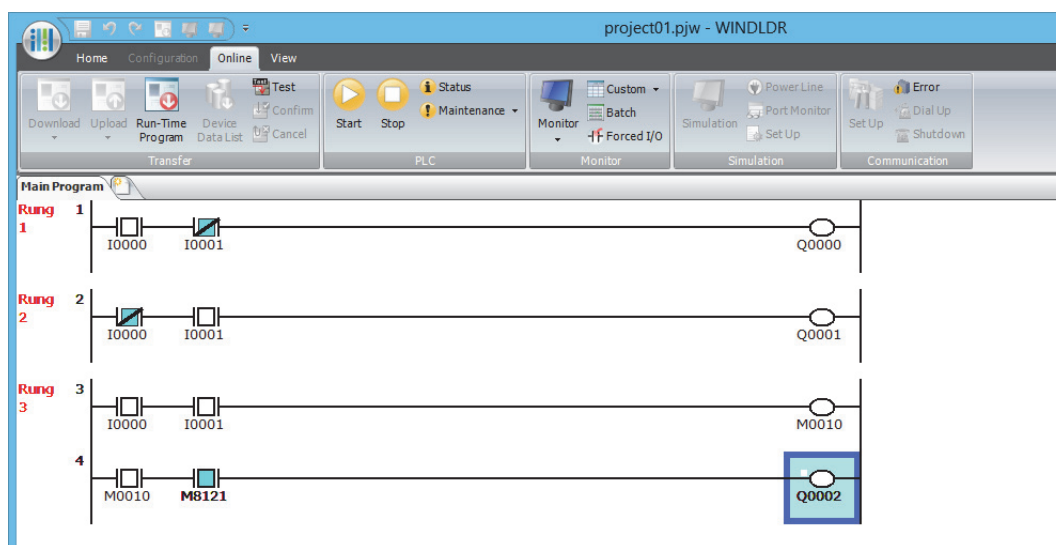 project01.pjw - WINDLDR
Home Configuration Online View
Download Upload Run-Time Program Device Data List Test Confirm Cancel
Transfer
Start Stop Status Maintenance
PLC
Monitor Custom Batch Forced I/O
Monitor
Simulation Power Line Port Monitor Set Up
Simulation
Set Up Error Dial Up Shutdown
Communication
Main Program
Rung 1 1
I0000 I0001 Q0000
Rung 2 2
I0000 I0001 Q0001
Rung 3 3
I0000 I0001 M0010
4
M0010 M8121 Q0002